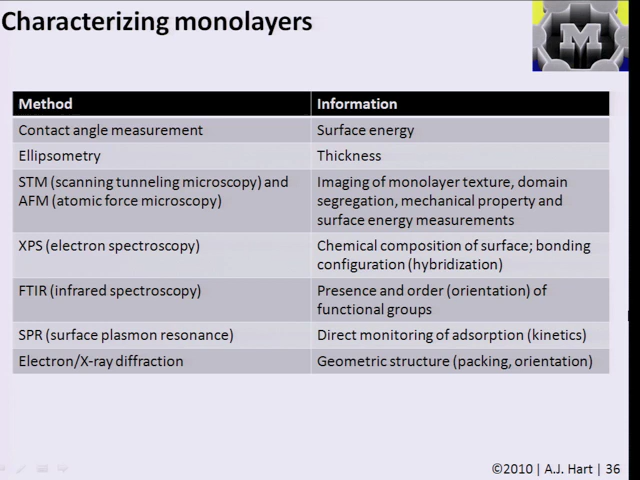 Characterizing monolayers
M
Method Information
Contact angle measurement Surface energy
Ellipsometry Thickness
STM (scanning tunneling microscopy) and Imaging of monolayer texture, domain
AFM (atomic force microscopy) segregation, mechanical property and
surface energy measurements
XPS (electron spectroscopy) Chemical composition of surface; bonding
configuration (hybridization)
FTIR (infrared spectroscopy) Presence and order (orientation) of
functional groups
SPR (surface plasmon resonance) Direct monitoring of adsorption (kinetics)
Electron/X-ray diffraction Geometric structure (packing, orientation)
©2010 | A.J. Hart | 36